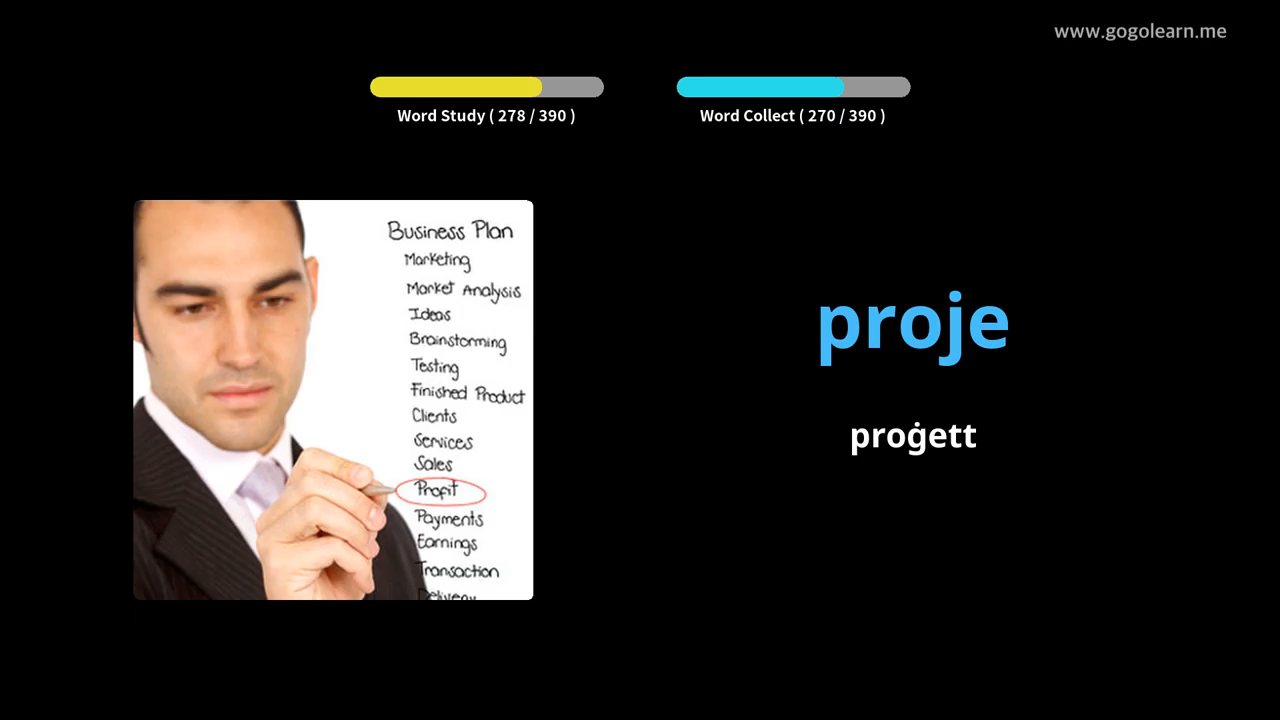 www.gogolearn.me
Word Study ( 278 / 390 )
Word Collect ( 270 / 390 )
Business Plan
Marketing
Market Analysis
Ideas
Brainstorming
Testing
Finished Product
Clients
Services
Sales
Profit
Payments
Earnings
Transaction
Delivery
proje
proġett